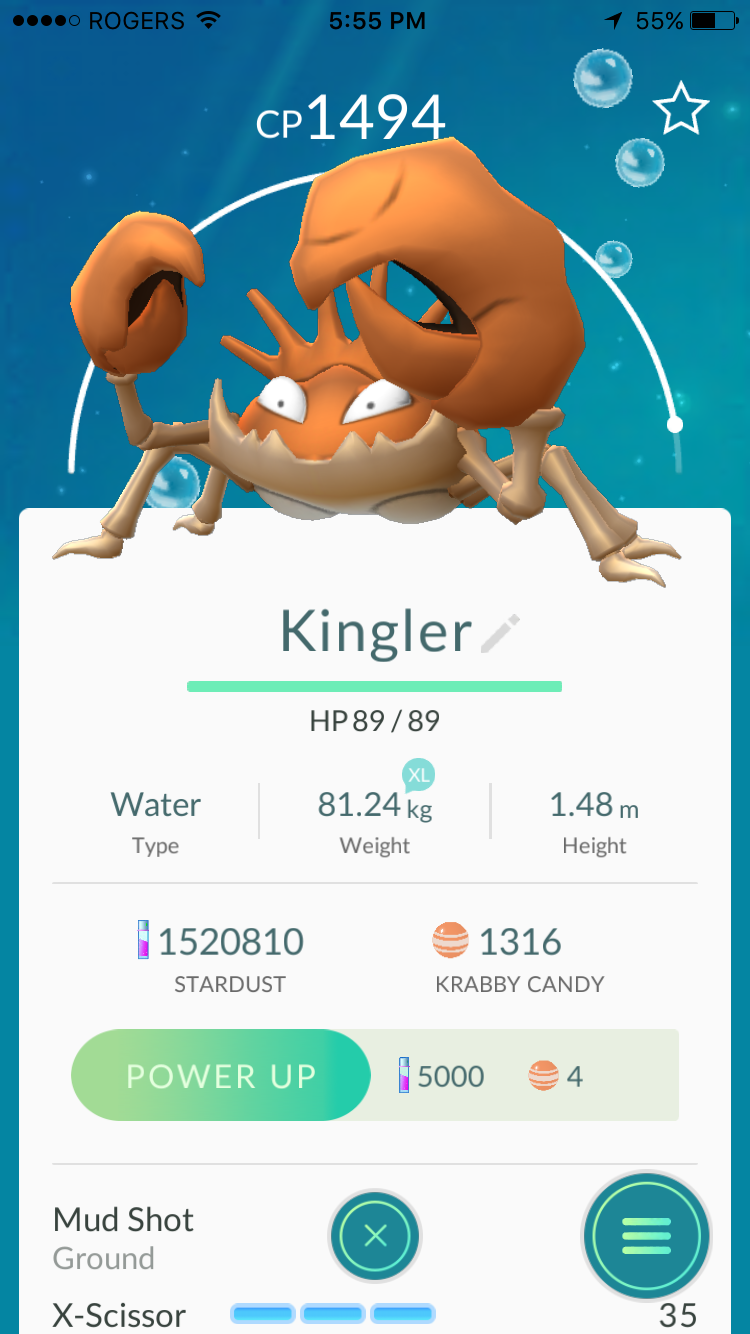 ROGERS 5:55 PM 55%
CP1494
Kingler
HP 89 / 89
XL
Water 81.24 kg 1.48 m
Type Weight Height
1520810 1316
STARDUST KRABBY CANDY
POWER UP 5000 4
Mud Shot
Ground
X-Scissor 35